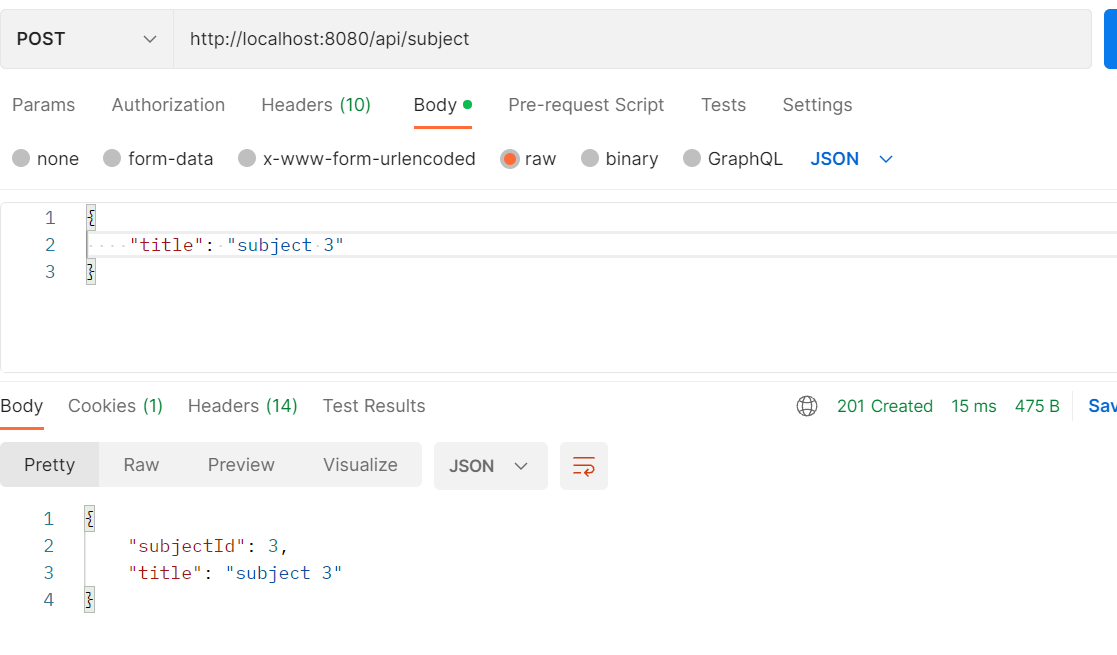 POST http://localhost:8080/api/subject
Params Authorization Headers (10) Body Pre-request Script Tests Settings
none form-data x-www-form-urlencoded raw binary GraphQL JSON
1 {
2 "title": "subject 3"
3 }
Body Cookies (1) Headers (14) Test Results 201 Created 15 ms 475 B Sav
Pretty Raw Preview Visualize JSON
1 {
2 "subjectId": 3,
3 "title": "subject 3"
4 }